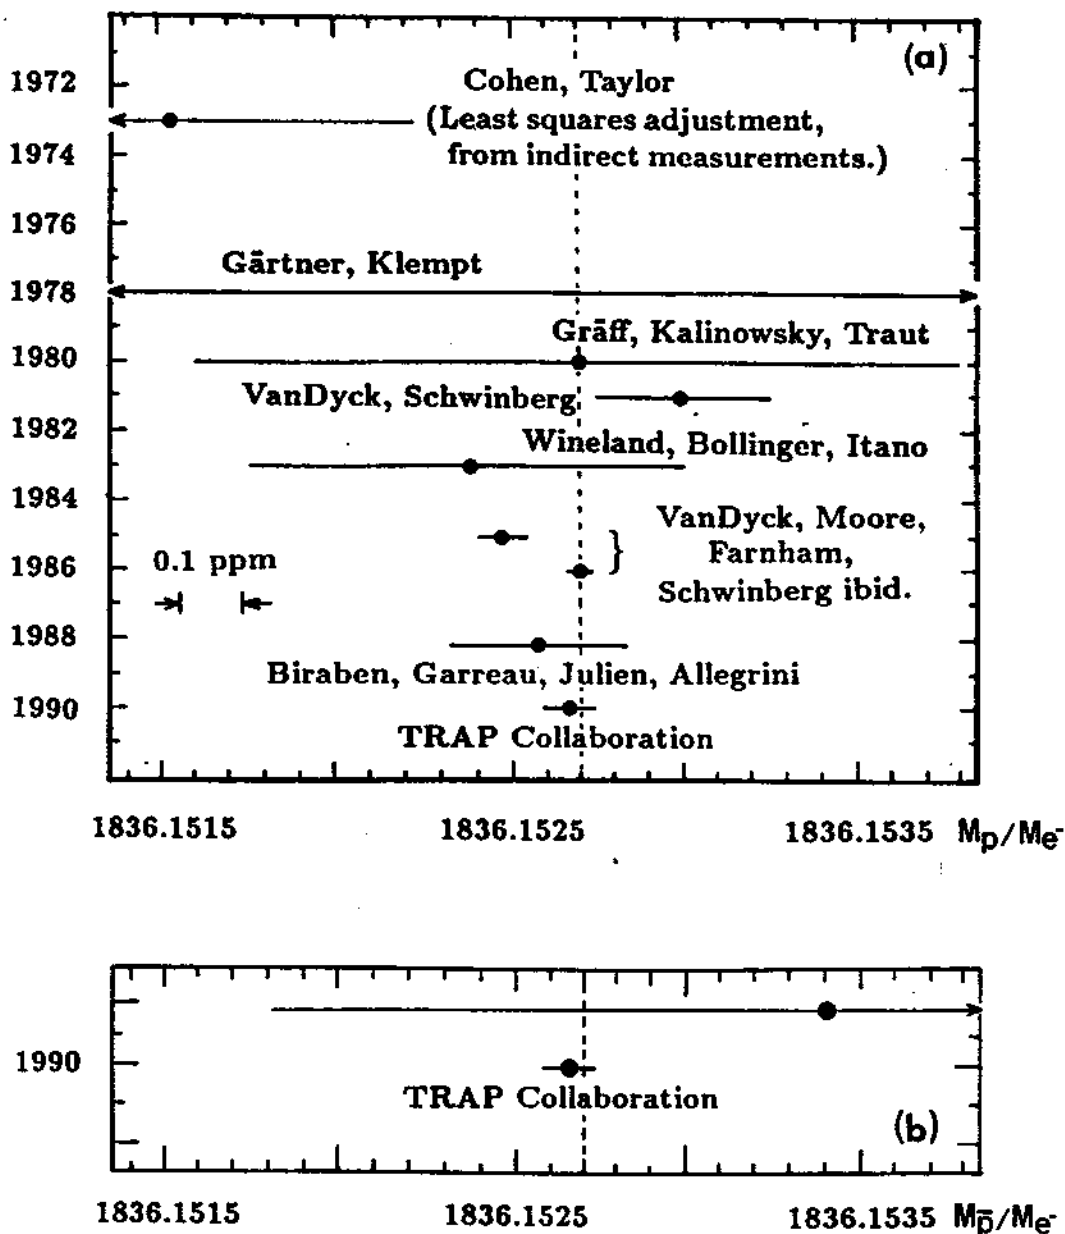 (a)
1972
Cohen, Taylor
(Least squares adjustment,
1974
from indirect measurements.)
1976
Gärtner, Klempt
1978
Gräff, Kalinowsky, Traut
1980
VanDyck, Schwinberg
1982
Wineland, Bollinger, Itano
1984
VanDyck, Moore,
Farnham,
Schwinberg ibid.
}
0.1 ppm
1986
1988
Biraben, Garreau, Julien, Allegrini
1990
TRAP Collaboration
1836.1515 1836.1525 1836.1535 Mp/Me-
1990
TRAP Collaboration
(b)
1836.1515 1836.1525 1836.1535 Mp̄/Me-